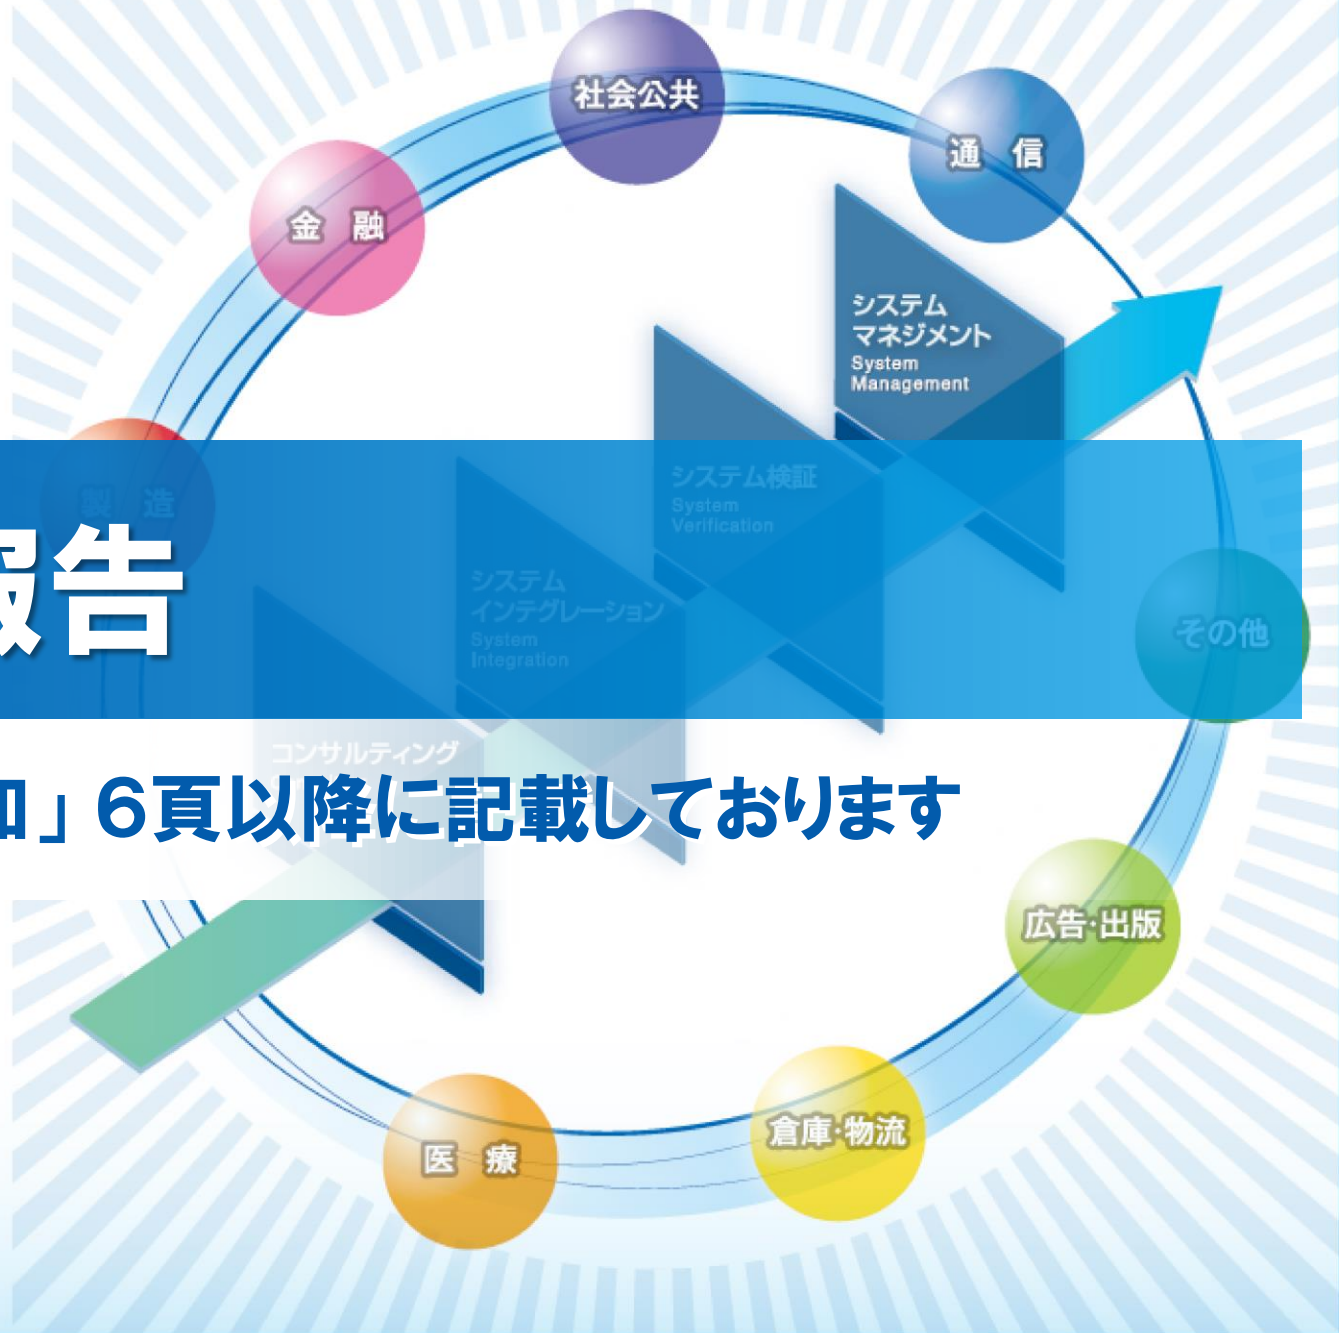 社会公共
通 信
金 融
システム
マネジメント
System
Management
システム検証
System
Verification
製 造
報告
システム
インテグレーション
System
Integration
その他
コンサルティング
」６頁以降に記載しております
広告・出版
倉庫・物流
医 療